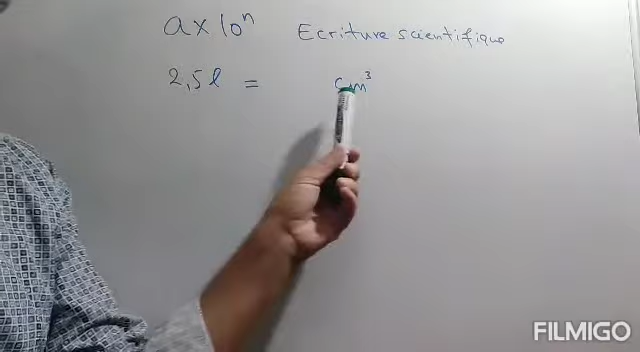 a × 10ⁿ Ecriture scientifique
2,5 l = cm³
FILMIGO